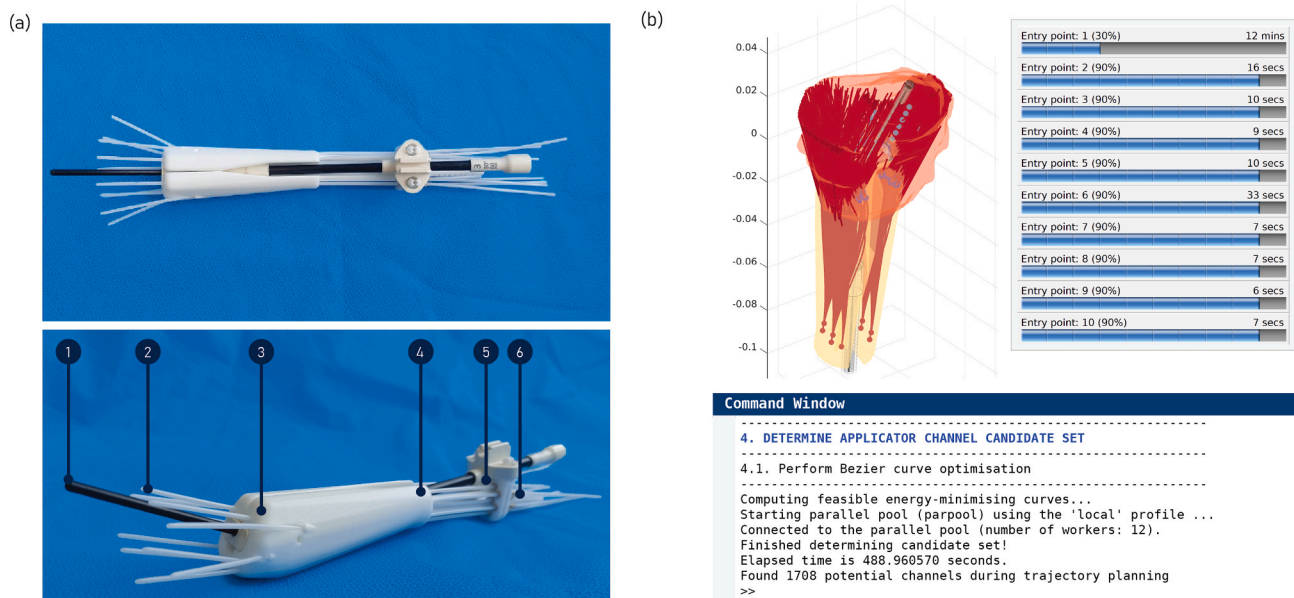 (a)
1
2
3
4
5
6
3
(b)
0.04
0.02
0
-0.02
-0.04
-0.06
-0.08
-0.1
Entry point: 1 (30%) 12 mins
Entry point: 2 (90%) 16 secs
Entry point: 3 (90%) 10 secs
Entry point: 4 (90%) 9 secs
Entry point: 5 (90%) 10 secs
Entry point: 6 (90%) 33 secs
Entry point: 7 (90%) 7 secs
Entry point: 8 (90%) 7 secs
Entry point: 9 (90%) 6 secs
Entry point: 10 (90%) 7 secs
Command Window
4. DETERMINE APPLICATOR CHANNEL CANDIDATE SET
4.1. Perform Bezier curve optimisation
Computing feasible energy-minimising curves...
Starting parallel pool (parpool) using the 'local' profile ...
Connected to the parallel pool (number of workers: 12).
Finished determining candidate set!
Elapsed time is 488.960570 seconds.
Found 1708 potential channels during trajectory planning
>>